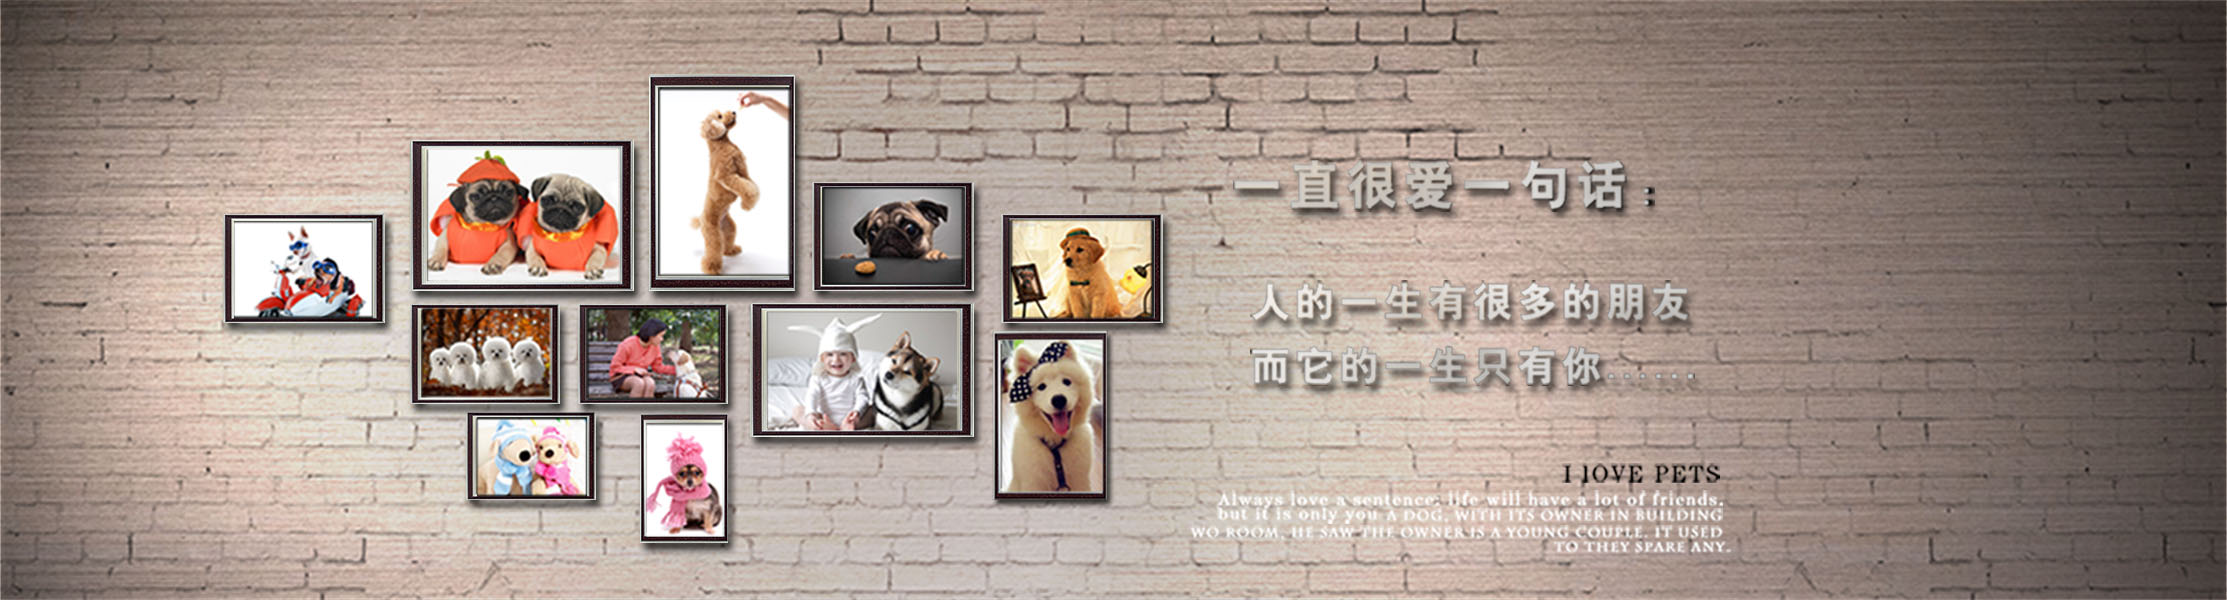 一直很爱一句话：
人的一生有很多的朋友
而它的一生只有你......
I lOVE PETS
Always love a sentence: life will have a lot of friends.
but it is only you A DOG, WITH ITS OWNER IN BUILDING
WO ROOM, HE SAW THE OWNER IS A YOUNG COUPLE. IT USED
TO THEY SPARE ANY.